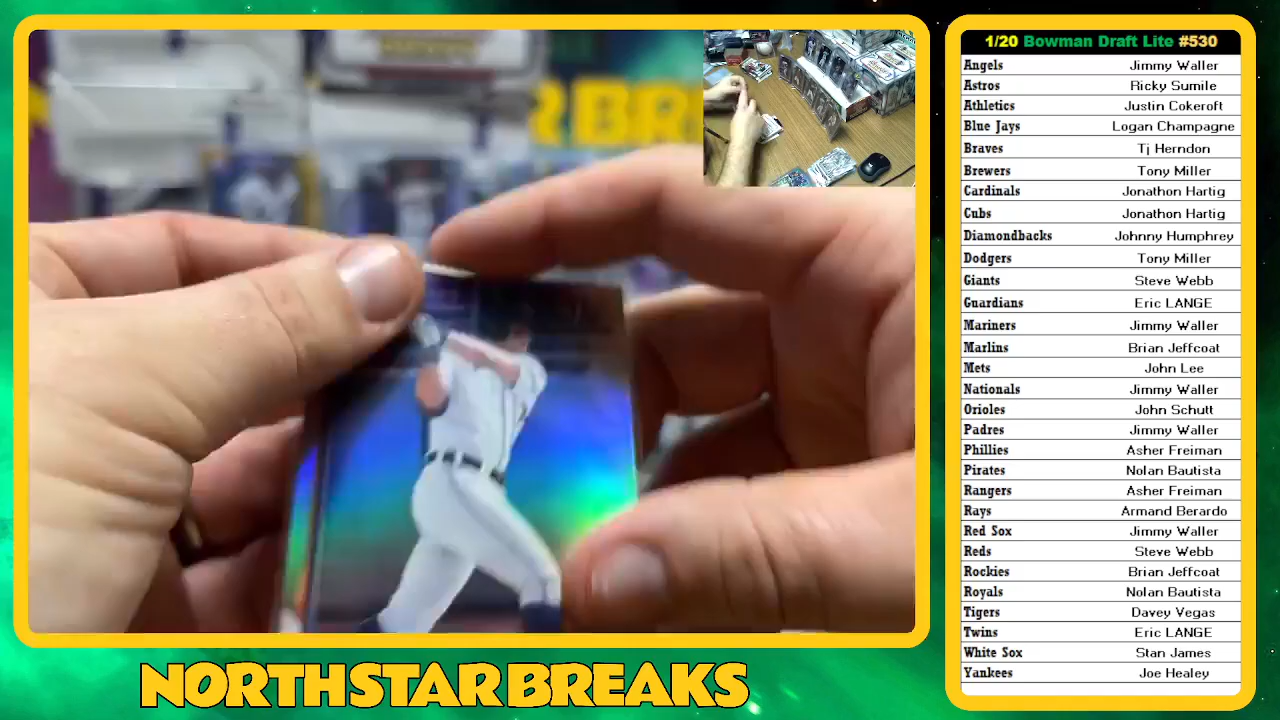 1/20 Bowman Draft Lite #530
Angels Jimmy Waller
Astros Ricky Sumile
Athletics Justin Cokeroft
Blue Jays Logan Champagne
Braves Tj Herndon
Brewers Tony Miller
Cardinals Jonathon Hartig
Cubs Jonathon Hartig
Diamondbacks Johnny Humphrey
Dodgers Tony Miller
Giants Steve Webb
Guardians Eric LANGE
Mariners Jimmy Waller
Marlins Brian Jeffcoat
Mets John Lee
Nationals Jimmy Waller
Orioles John Schutt
Padres Jimmy Waller
Phillies Asher Freiman
Pirates Nolan Bautista
Rangers Asher Freiman
Rays Armand Berardo
Red Sox Jimmy Waller
Reds Steve Webb
Rockies Brian Jeffcoat
Royals Nolan Bautista
Tigers Davey Vegas
Twins Eric LANGE
White Sox Stan James
Yankees Joe Healey
NORTHSTAR BREAKS